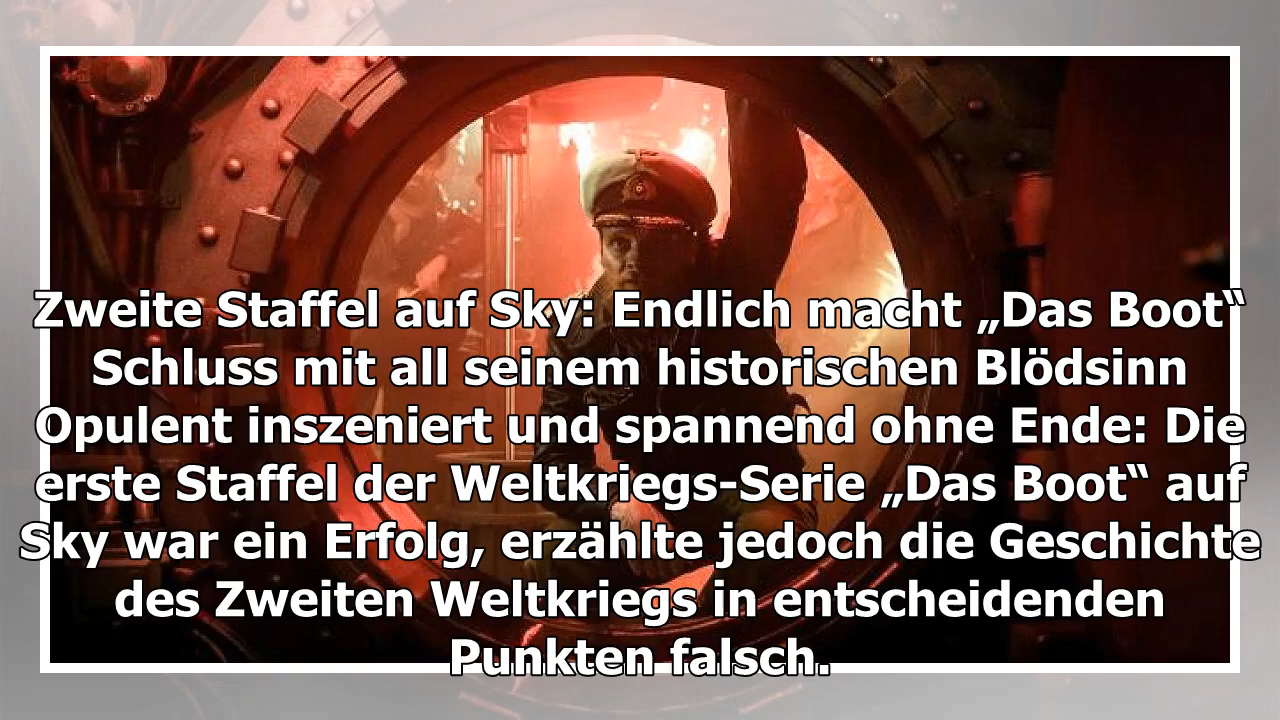 Zweite Staffel auf Sky: Endlich macht „Das Boot“
Schluss mit all seinem historischen Blödsinn
Opulent inszeniert und spannend ohne Ende: Die
erste Staffel der Weltkriegs-Serie „Das Boot“ auf
Sky war ein Erfolg, erzählte jedoch die Geschichte
des Zweiten Weltkriegs in entscheidenden
Punkten falsch.